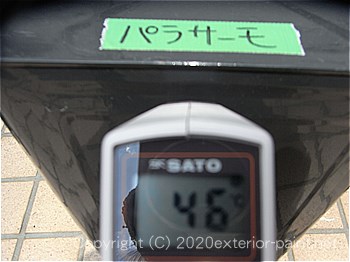 パラサーモ
SATO
46℃
Copyright (C) 2020exterior-paint.net